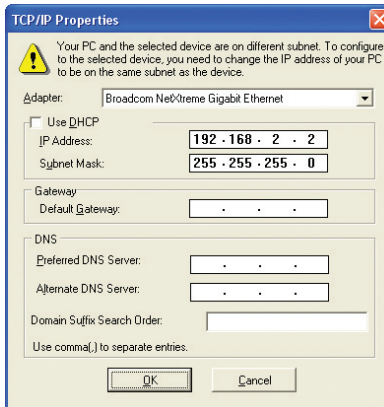 TCP/IP Properties
Your PC and the selected device are on different subnet. To configure
to the selected device, you need to change the IP address of your PC
to be on the same subnet as the device.
Adapter: Broadcom NetXtreme Gigabit Ethernet
Use DHCP
IP Address: 192 . 168 . 2 . 2
Subnet Mask: 255 . 255 . 255 . 0
Gateway
Default Gateway: . . .
DNS
Preferred DNS Server: . . .
Alternate DNS Server: . . .
Domain Suffix Search Order:
Use comma(,) to separate entries.
OK Cancel